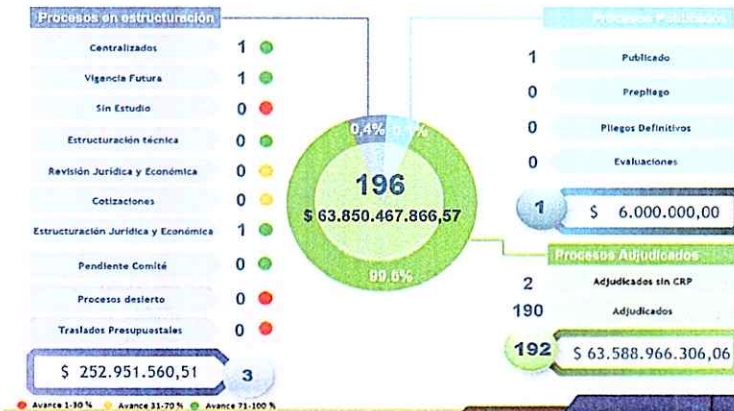 Procesos en estructuración
Centralizados 1
Vigencia Futura 1
Sin Estudio 0
Estructuración técnica 0
Revisión Jurídica y Económica 0
Cotizaciones 0
Estructuración Jurídica y Económica 1
Pendiente Comité 0
Procesos desierto 0
Traslados Presupuestales 0
$ 252.951.560,51 3
Avance 1-30 % Avance 31-70 % Avance 71-100 %
0,4%
196
$ 63.850.467.866,57
99.6%
Procesos Publicados
1 Publicado
0 Prepliego
0 Pliegos Definitivos
0 Evaluaciones
1 $ 6.000.000,00
Procesos Adjudicados
2 Adjudicados sin CRP
190 Adjudicados
192 $ 63.588.966.306,06